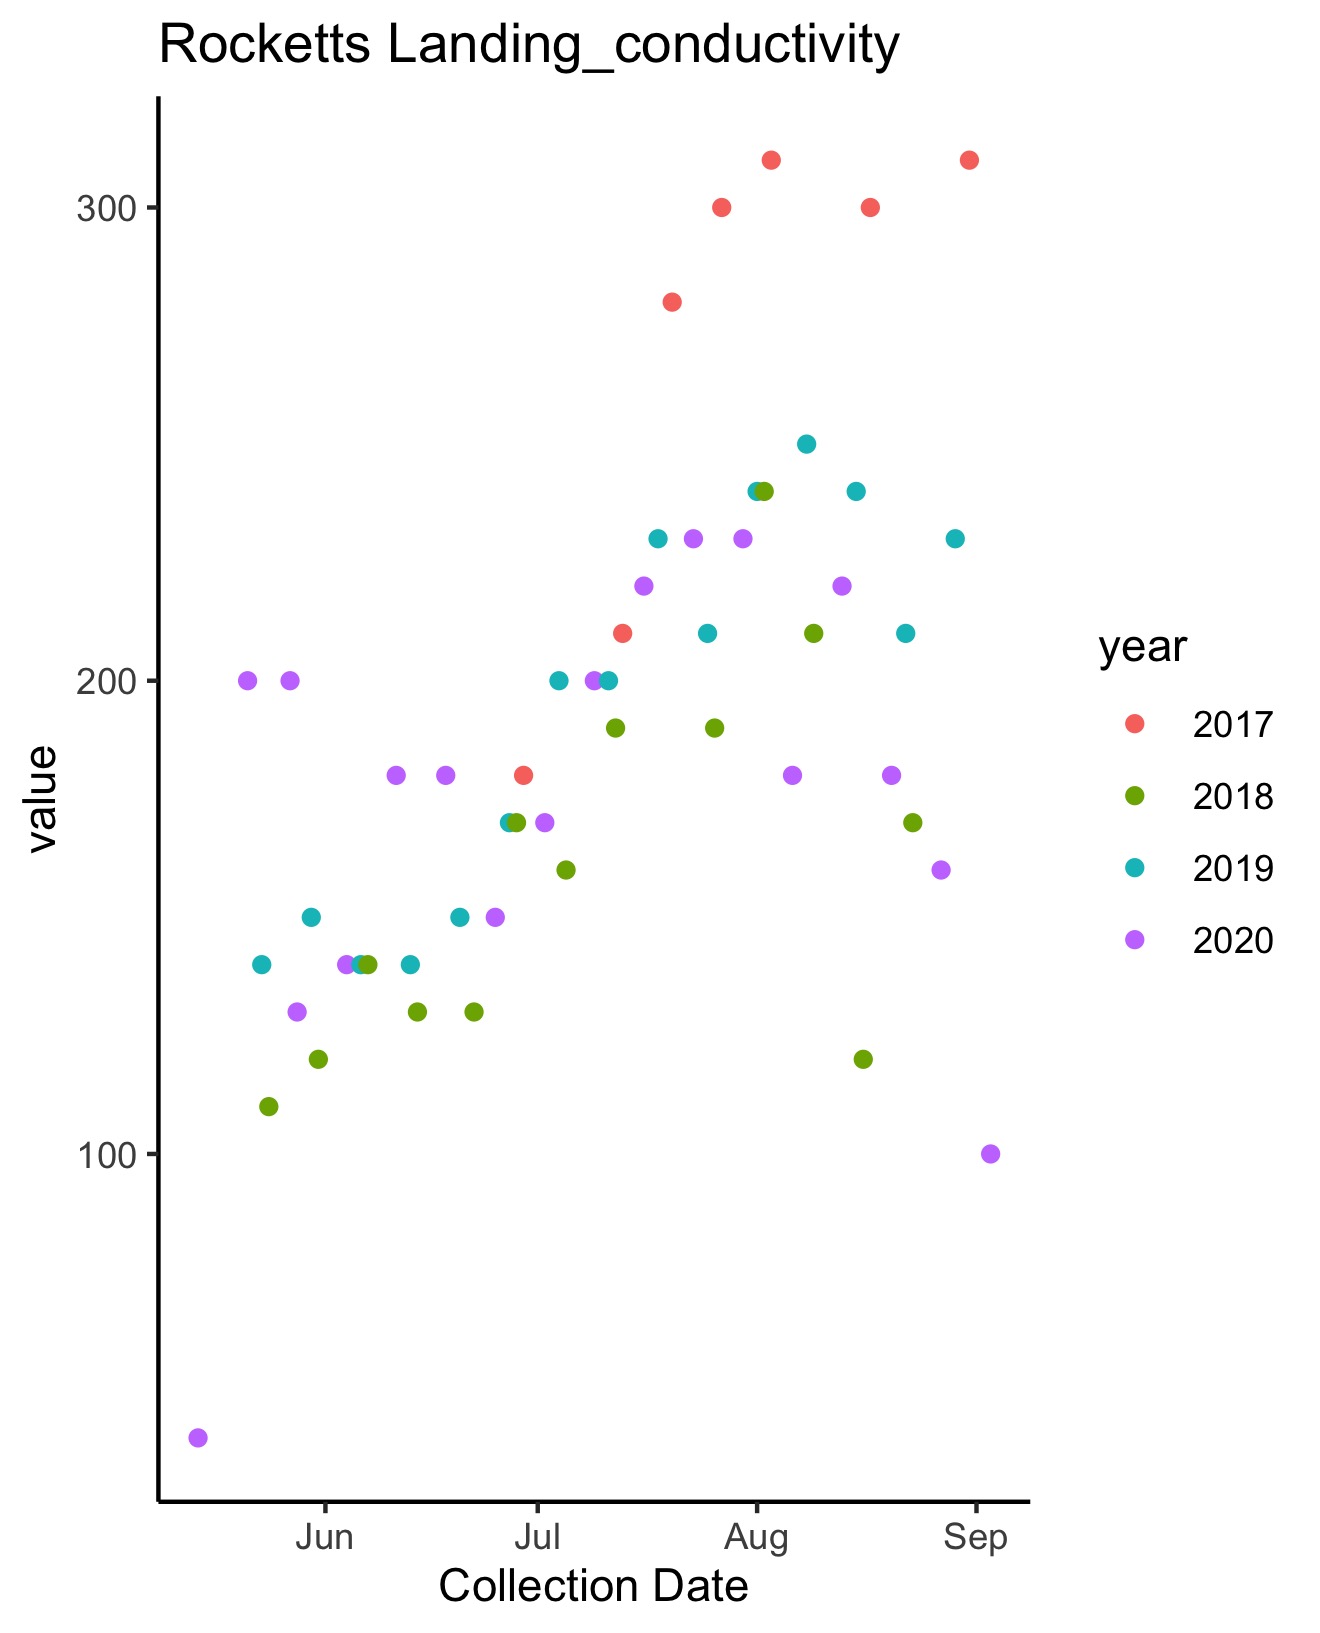 Rocketts Landing_conductivity
300
200
100
value
Jun Jul Aug Sep
Collection Date
year
2017
2018
2019
2020